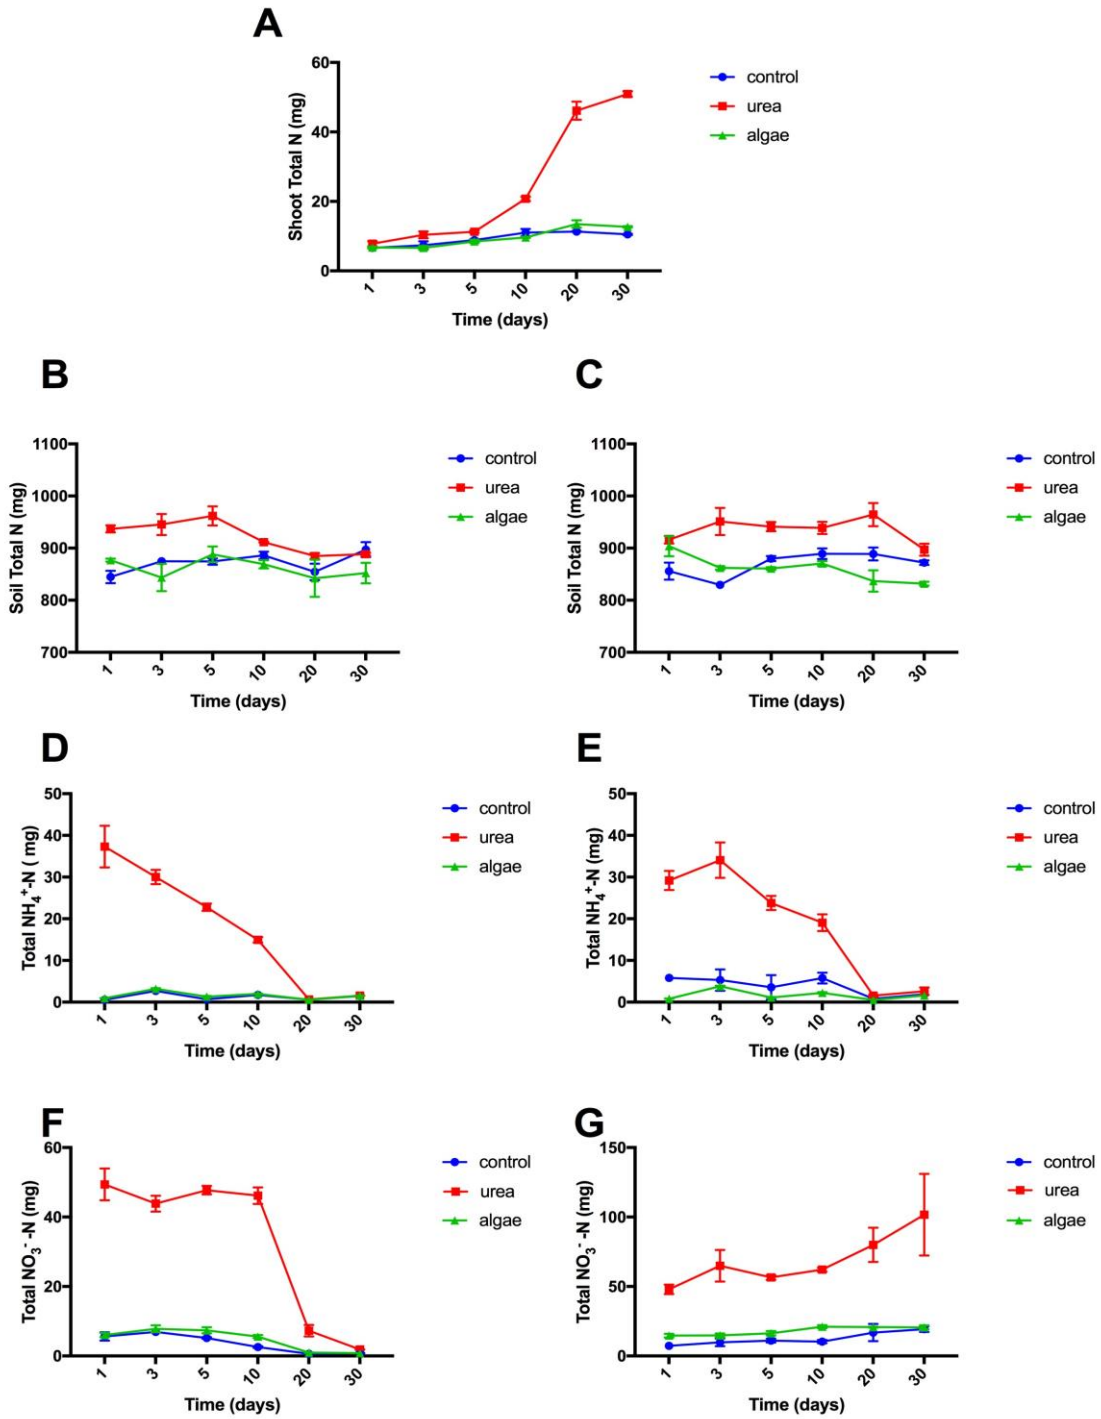 A
60
40
20
0
Shoot Total N (mg)
1 3 5 10 20 30
Time (days)
control
urea
algae
B
1100
1000
900
800
700
Soil Total N (mg)
1 3 5 10 20 30
Time (days)
control
urea
algae
C
1100
1000
900
800
700
Soil Total N (mg)
1 3 5 10 20 30
Time (days)
control
urea
algae
D
50
40
30
20
10
0
Total NH₄⁺-N ( mg)
1 3 5 10 20 30
Time (days)
control
urea
algae
E
50
40
30
20
10
0
Total NH₄⁺-N (mg)
1 3 5 10 20 30
Time (days)
control
urea
algae
F
60
40
20
0
Total NO₃⁻ -N (mg)
1 3 5 10 20 30
Time (days)
control
urea
algae
G
150
100
50
0
Total NO₃⁻ -N (mg)
1 3 5 10 20 30
Time (days)
control
urea
algae